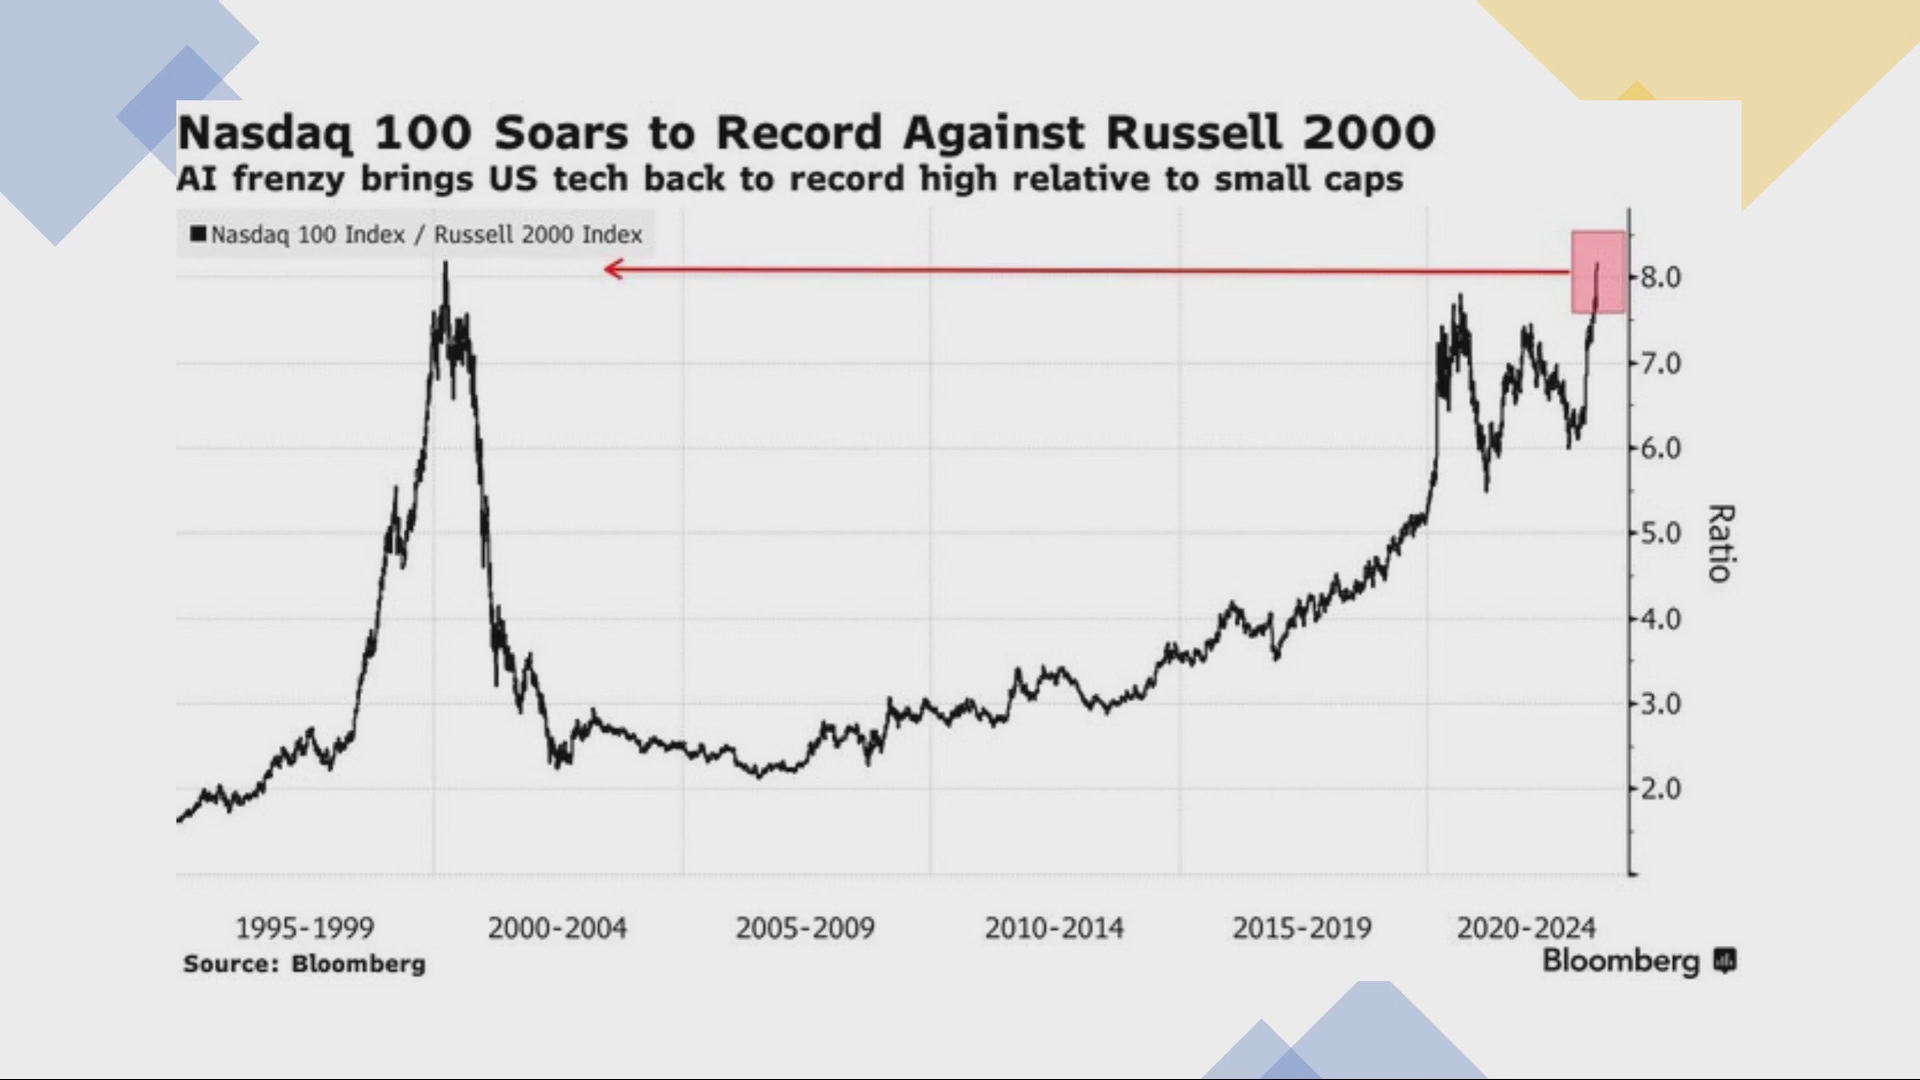 Nasdaq 100 Soars to Record Against Russell 2000
AI frenzy brings US tech back to record high relative to small caps
Nasdaq 100 Index / Russell 2000 Index
8.0
7.0
6.0
5.0
4.0
3.0
2.0
Ratio
1995-1999 2000-2004 2005-2009 2010-2014 2015-2019 2020-2024
Source: Bloomberg
Bloomberg